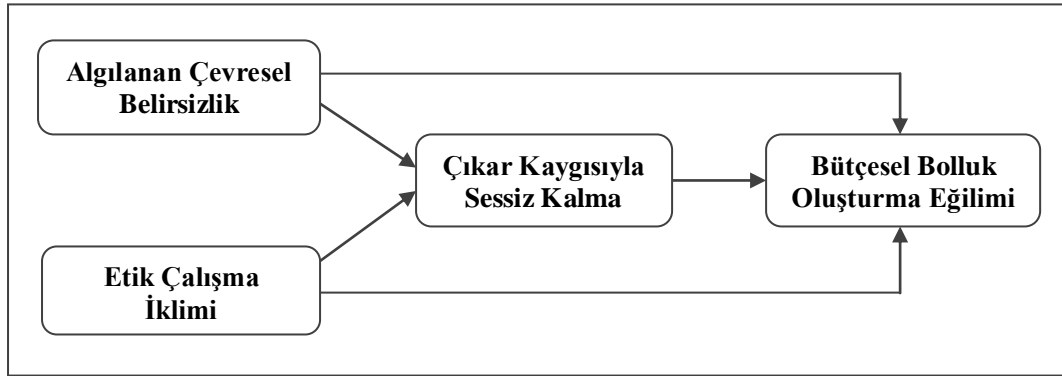 Algılanan Çevresel
Belirsizlik
Çıkar Kaygısıyla
Sessiz Kalma
Bütçesel Bolluk
Oluşturma Eğilimi
Etik Çalışma
İklimi